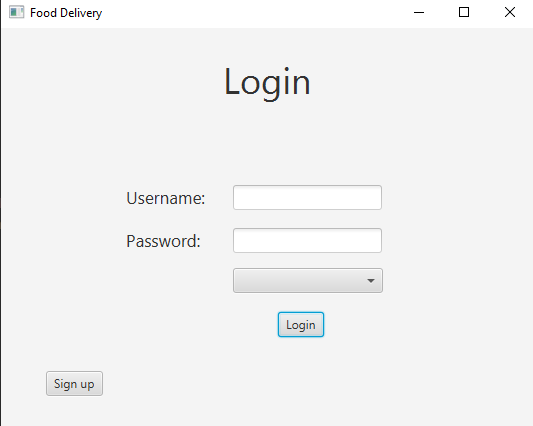 Food Delivery
Login
Username:
Password:
Login
Sign up